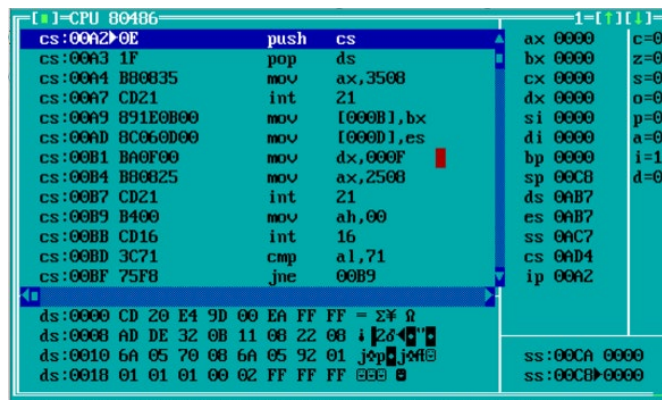 [■]=CPU 80486 1=[↑][↓]
cs:00A2►0E push cs ax 0000 c=0
cs:00A3 1F pop ds bx 0000 z=0
cs:00A4 B80835 mov ax,3508 cx 0000 s=0
cs:00A7 CD21 int 21 dx 0000 o=0
cs:00A9 891E0B00 mov [000B],bx si 0000 p=0
cs:00AD 8C060D00 mov [000D],es di 0000 a=0
cs:00B1 BA0F00 mov dx,000F bp 0000 i=1
cs:00B4 B80825 mov ax,2508 sp 00C8 d=0
cs:00B7 CD21 int 21 ds 0AB7
cs:00B9 B400 mov ah,00 es 0AB7
cs:00BB CD16 int 16 ss 0AC7
cs:00BD 3C71 cmp al,71 cs 0AD4
cs:00BF 75F8 jne 00B9 ip 00A2
ds:0000 CD 20 E4 9D 00 EA FF FF = Σ¥ Ω
ds:0008 AD DE 32 0B 11 08 22 08
ds:0010 6A 05 70 08 6A 05 92 01 ss:00CA 0000
ds:0018 01 01 01 00 02 FF FF FF ss:00C8►0000